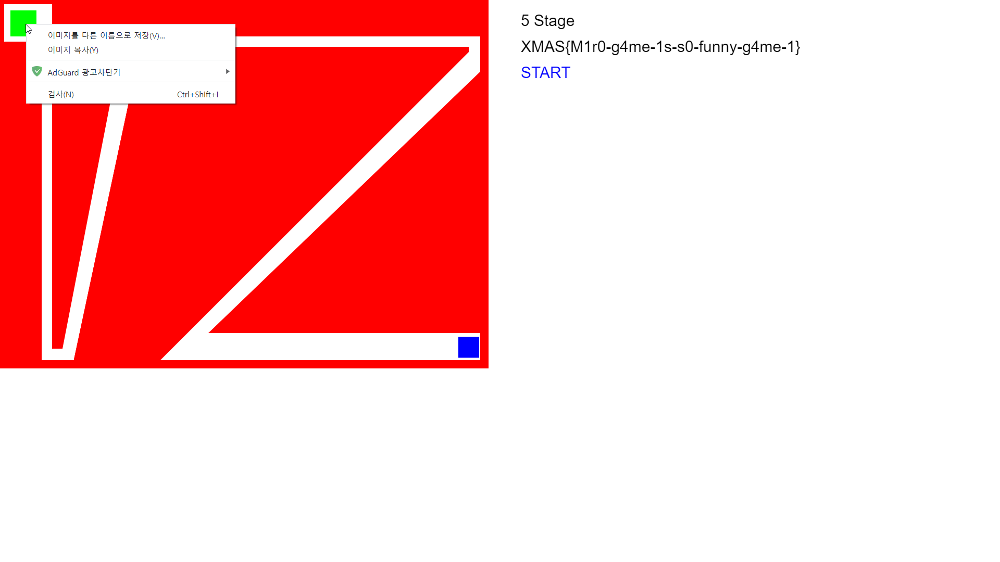 이미지를 다른 이름으로 저장(V)...
이미지 복사(Y)
AdGuard 광고차단기
검사(N) Ctrl+Shift+I
5 Stage
XMAS{M1r0-g4me-1s-s0-funny-g4me-1}
START